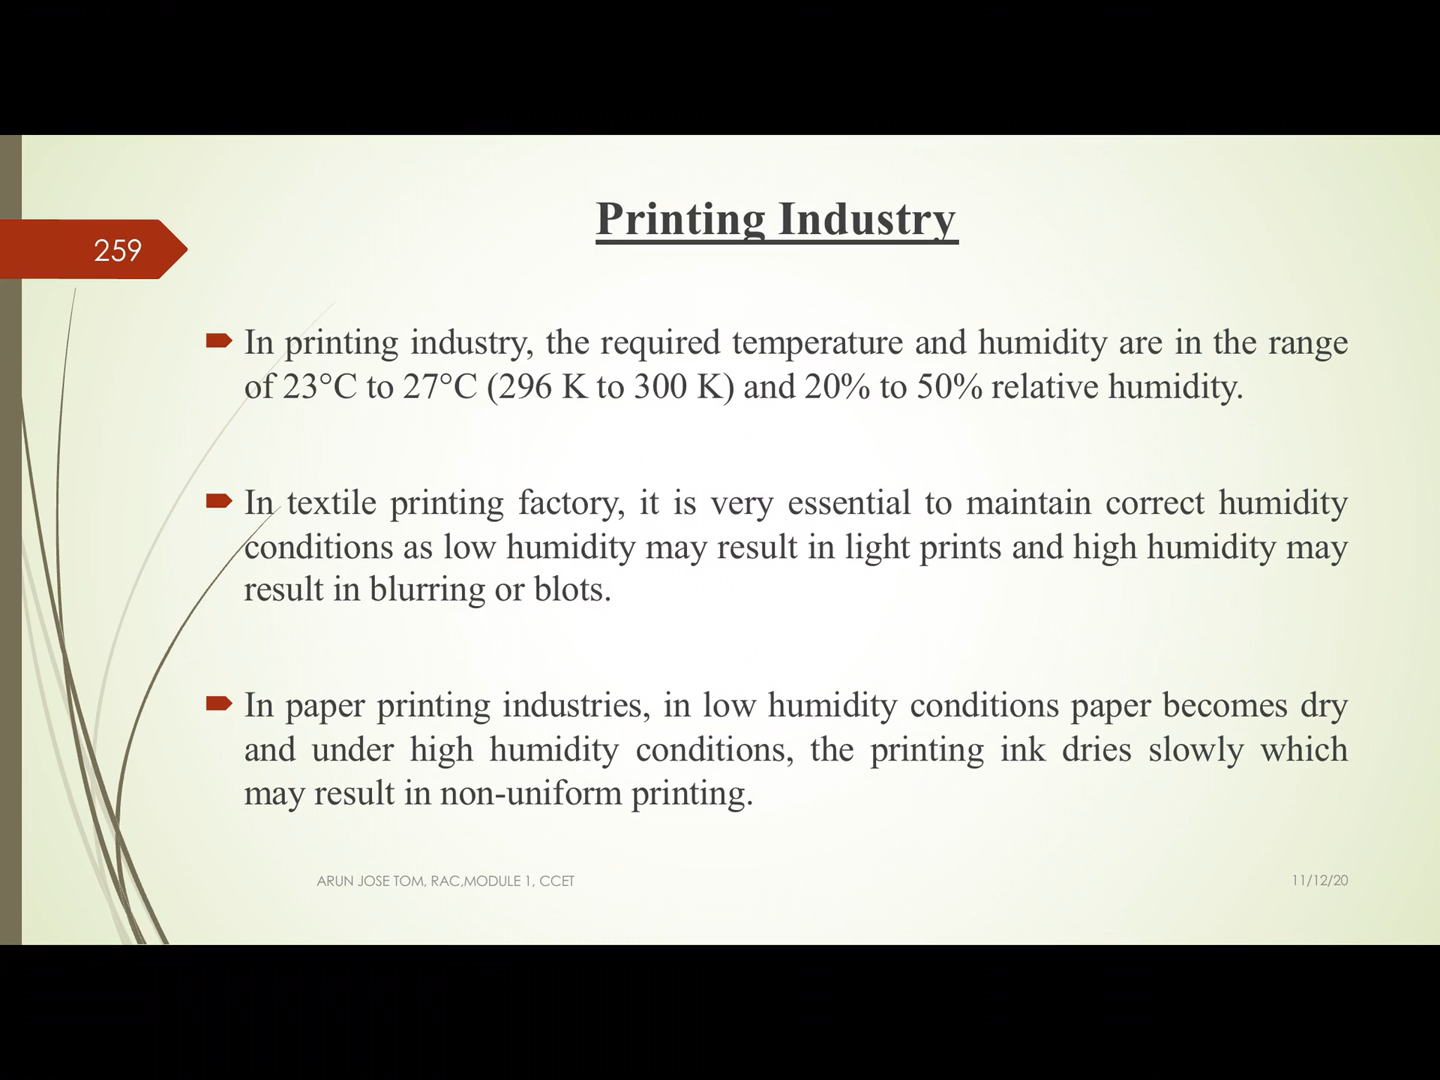 Printing Industry
259
In printing industry, the required temperature and humidity are in the range
of 23°C to 27°C (296 K to 300 K) and 20% to 50% relative humidity.
In textile printing factory, it is very essential to maintain correct humidity
conditions as low humidity may result in light prints and high humidity may
result in blurring or blots.
In paper printing industries, in low humidity conditions paper becomes dry
and under high humidity conditions, the printing ink dries slowly which
may result in non-uniform printing.
ARUN JOSE TOM, RAC,MODULE 1, CCET
11/12/20